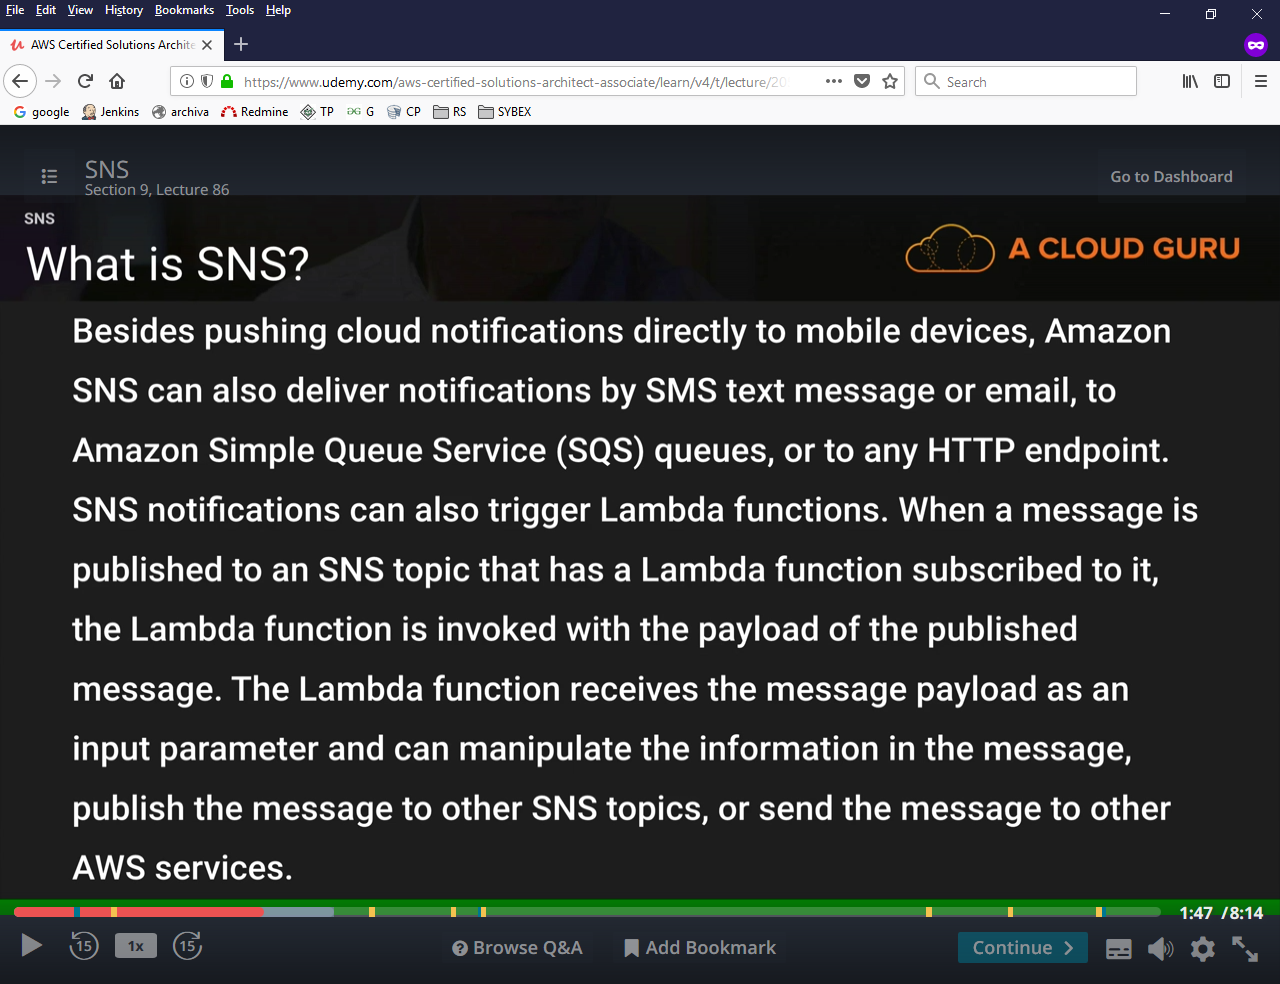 File Edit View History Bookmarks Tools Help
AWS Certified Solutions Archite
https://www.udemy.com/aws-certified-solutions-architect-associate/learn/v4/t/lecture/20
Search
google Jenkins archiva Redmine TP G CP RS SYBEX
SNS
Section 9, Lecture 86
Go to Dashboard
SNS
What is SNS?
A CLOUD GURU
Besides pushing cloud notifications directly to mobile devices, Amazon
SNS can also deliver notifications by SMS text message or email, to
Amazon Simple Queue Service (SQS) queues, or to any HTTP endpoint.
SNS notifications can also trigger Lambda functions. When a message is
published to an SNS topic that has a Lambda function subscribed to it,
the Lambda function is invoked with the payload of the published
message. The Lambda function receives the message payload as an
input parameter and can manipulate the information in the message,
publish the message to other SNS topics, or send the message to other
AWS services.
1:47 /8:14
15 1x 15 Browse Q&A Add Bookmark Continue